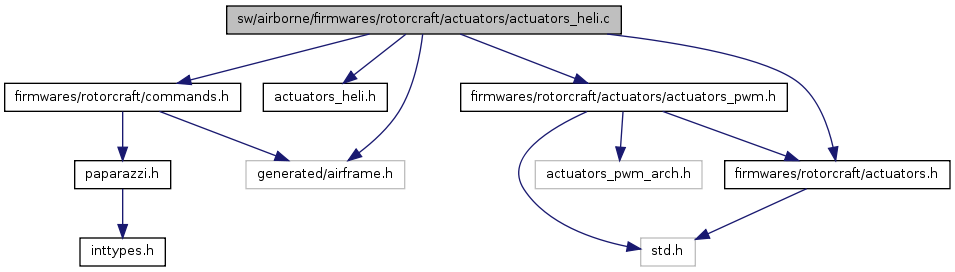 sw/airborne/firmwares/rotorcraft/actuators/actuators_heli.c
firmwares/rotorcraft/commands.h
actuators_heli.h
firmwares/rotorcraft/actuators/actuators_pwm.h
paparazzi.h
generated/airframe.h
actuators_pwm_arch.h
firmwares/rotorcraft/actuators.h
inttypes.h
std.h